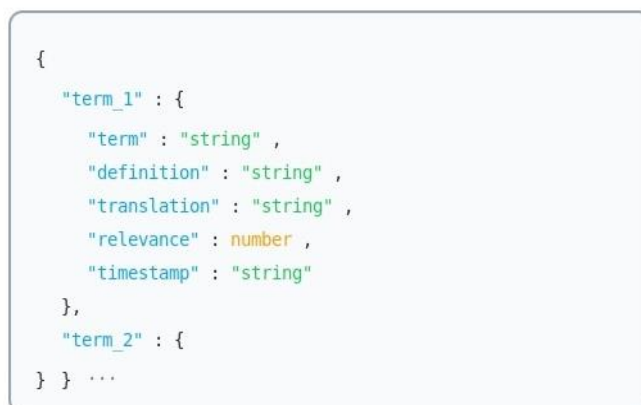 {
"term_1" : {
"term" : "string" ,
"definition" : "string" ,
"translation" : "string" ,
"relevance" : number ,
"timestamp" : "string"
},
"term_2" : {
} } ...